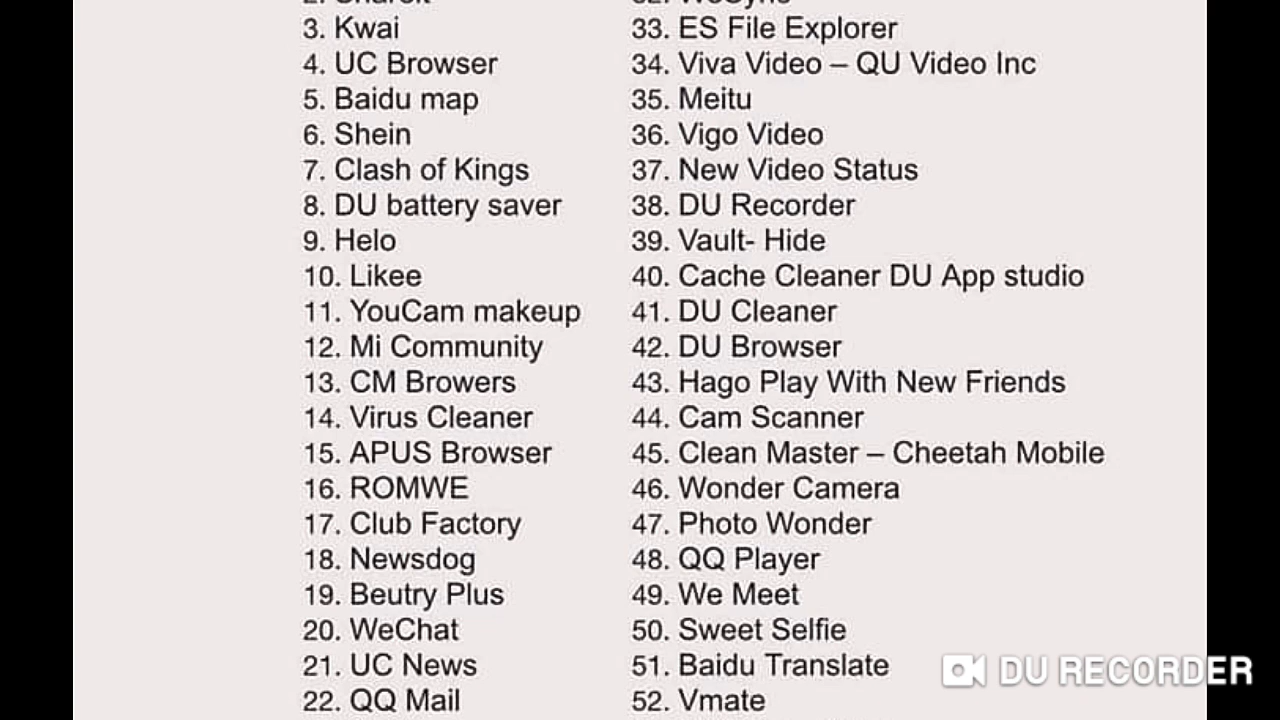 3. Kwai
4. UC Browser
5. Baidu map
6. Shein
7. Clash of Kings
8. DU battery saver
9. Helo
10. Likee
11. YouCam makeup
12. Mi Community
13. CM Browers
14. Virus Cleaner
15. APUS Browser
16. ROMWE
17. Club Factory
18. Newsdog
19. Beutry Plus
20. WeChat
21. UC News
22. QQ Mail
33. ES File Explorer
34. Viva Video – QU Video Inc
35. Meitu
36. Vigo Video
37. New Video Status
38. DU Recorder
39. Vault- Hide
40. Cache Cleaner DU App studio
41. DU Cleaner
42. DU Browser
43. Hago Play With New Friends
44. Cam Scanner
45. Clean Master – Cheetah Mobile
46. Wonder Camera
47. Photo Wonder
48. QQ Player
49. We Meet
50. Sweet Selfie
51. Baidu Translate
52. Vmate
DU RECORDER